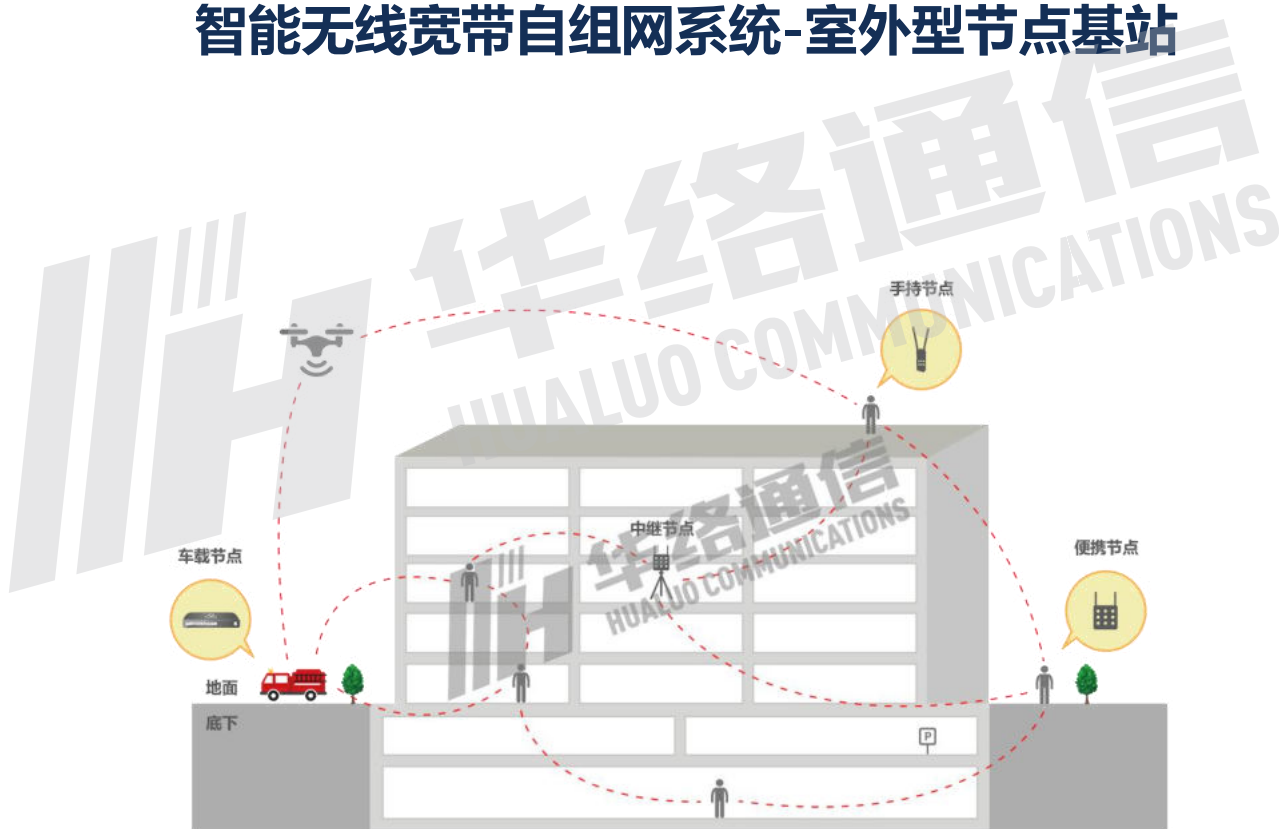 智能无线宽带自组网系统-室外型节点基站
华络通信
HUALUO COMMUNICATIONS
手持节点
华络通信
HUALUO COMMUNICATIONS
中继节点
车载节点
便携节点
地面
底下
P